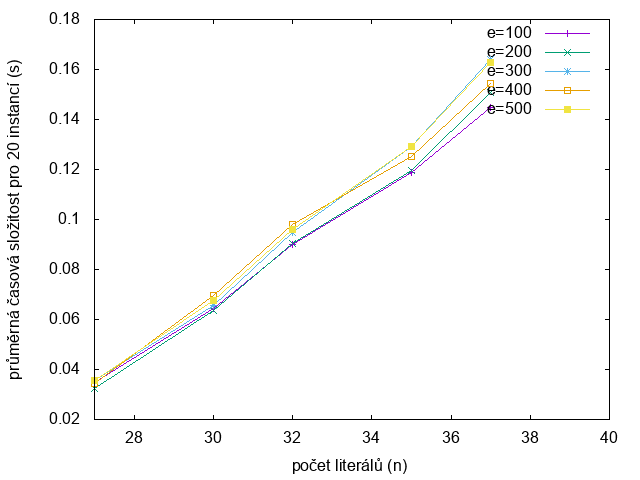 0.18
0.16
0.14
0.12
0.1
0.08
0.06
0.04
0.02
28
30
32
34
36
38
40
průměrná časová složitost pro 20 instancí (s)
počet literálů (n)
e=100
e=200
e=300
e=400
e=500